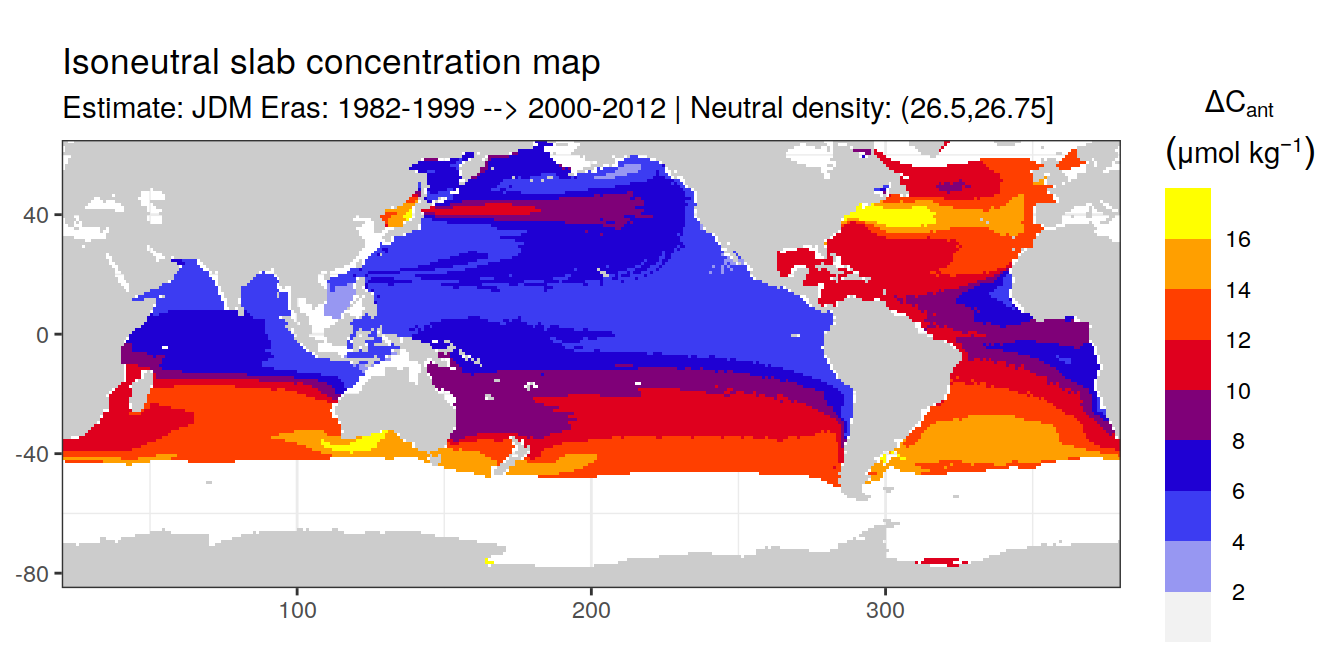 Isoneutral slab concentration map
Estimate: JDM Eras: 1982-1999 --> 2000-2012 | Neutral density: (26.5,26.75]
ΔCant
(μmol kg⁻¹)
16
14
12
10
8
6
4
2
40
0
-40
-80
100 200 300